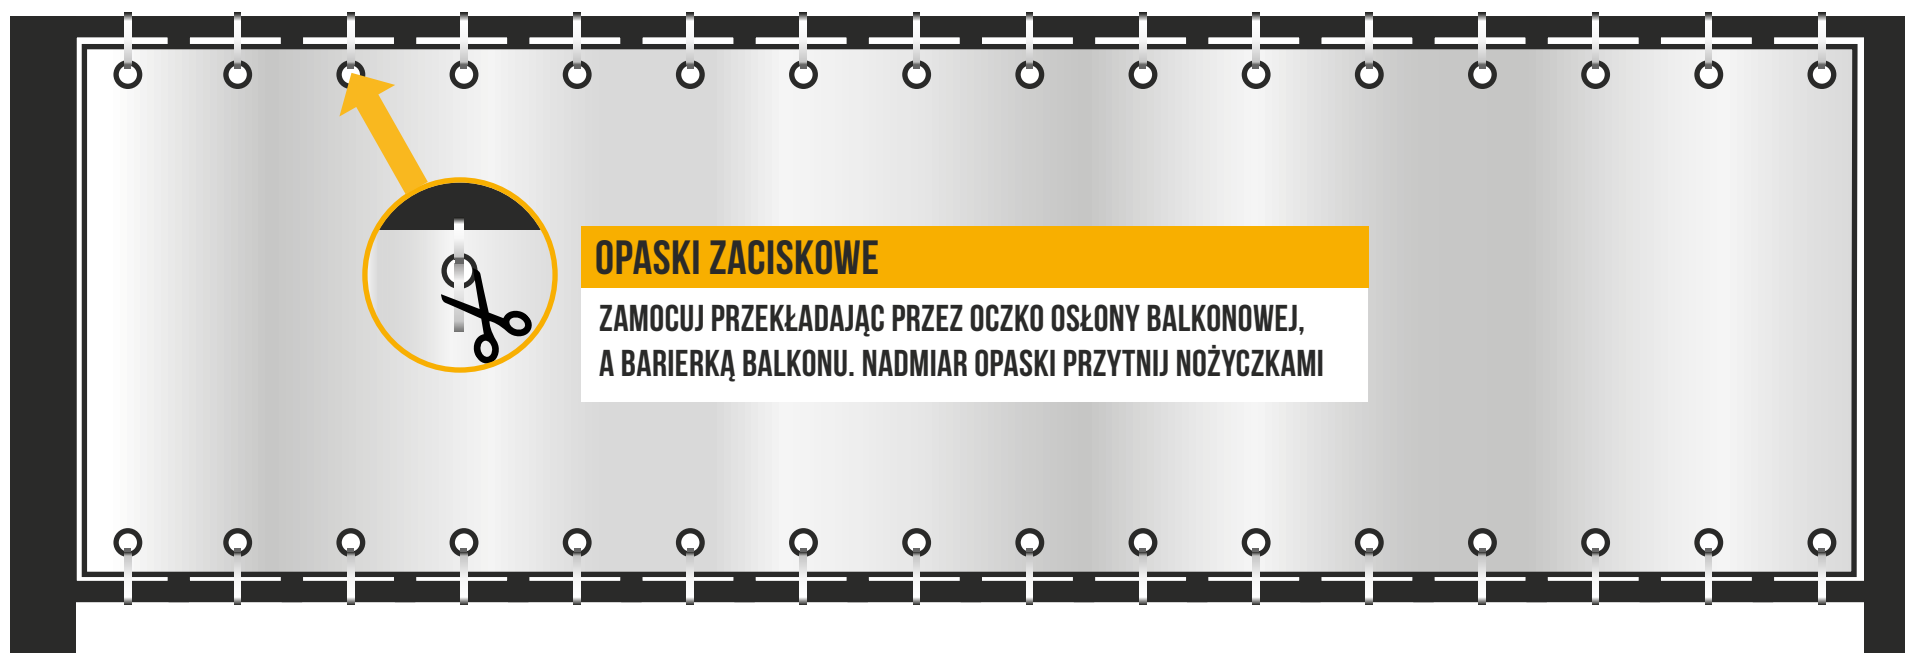 OPASKI ZACISKOWE
ZAMOCUJ PRZEKŁADAJĄC PRZEZ OCZKO OSŁONY BALKONOWEJ,
A BARIERKĄ BALKONU. NADMIAR OPASKI PRZYTNIJ NOŻYCZKAMI